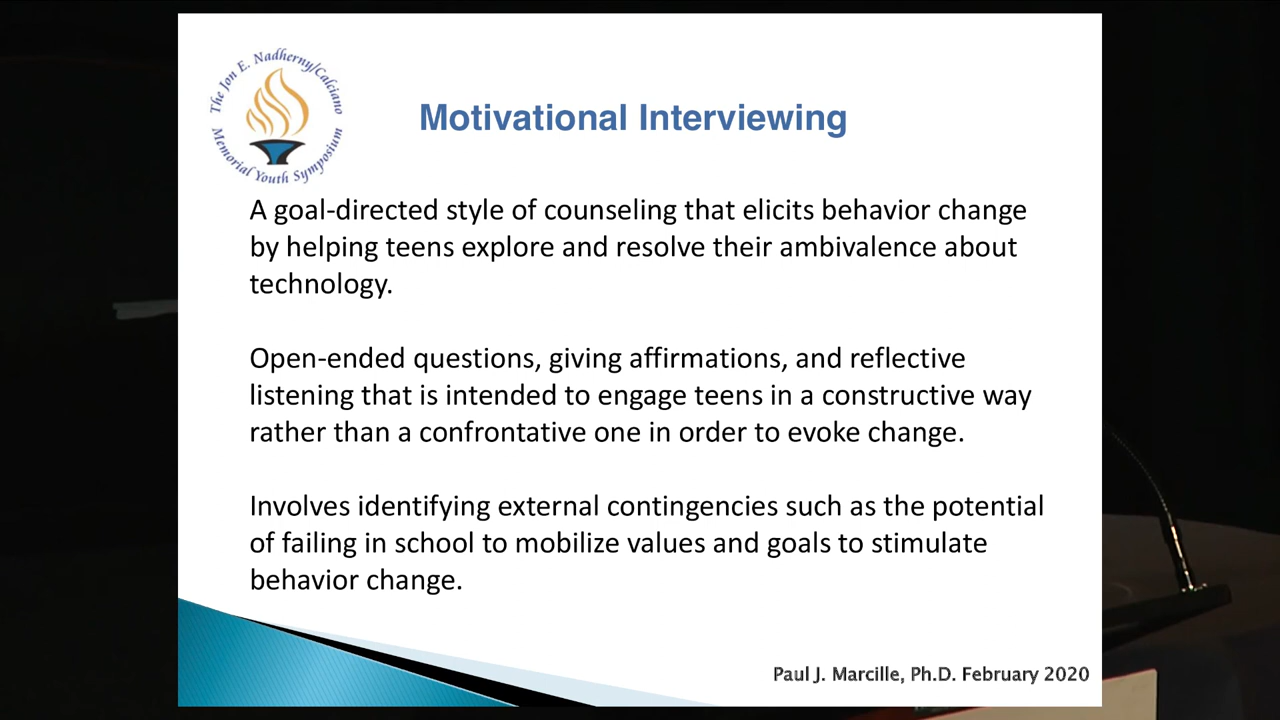 The Jon E. Nadherny/Calciano
Memorial Youth Symposium
Motivational Interviewing
A goal-directed style of counseling that elicits behavior change
by helping teens explore and resolve their ambivalence about
technology.
Open-ended questions, giving affirmations, and reflective
listening that is intended to engage teens in a constructive way
rather than a confrontative one in order to evoke change.
Involves identifying external contingencies such as the potential
of failing in school to mobilize values and goals to stimulate
behavior change.
Paul J. Marcille, Ph.D. February 2020